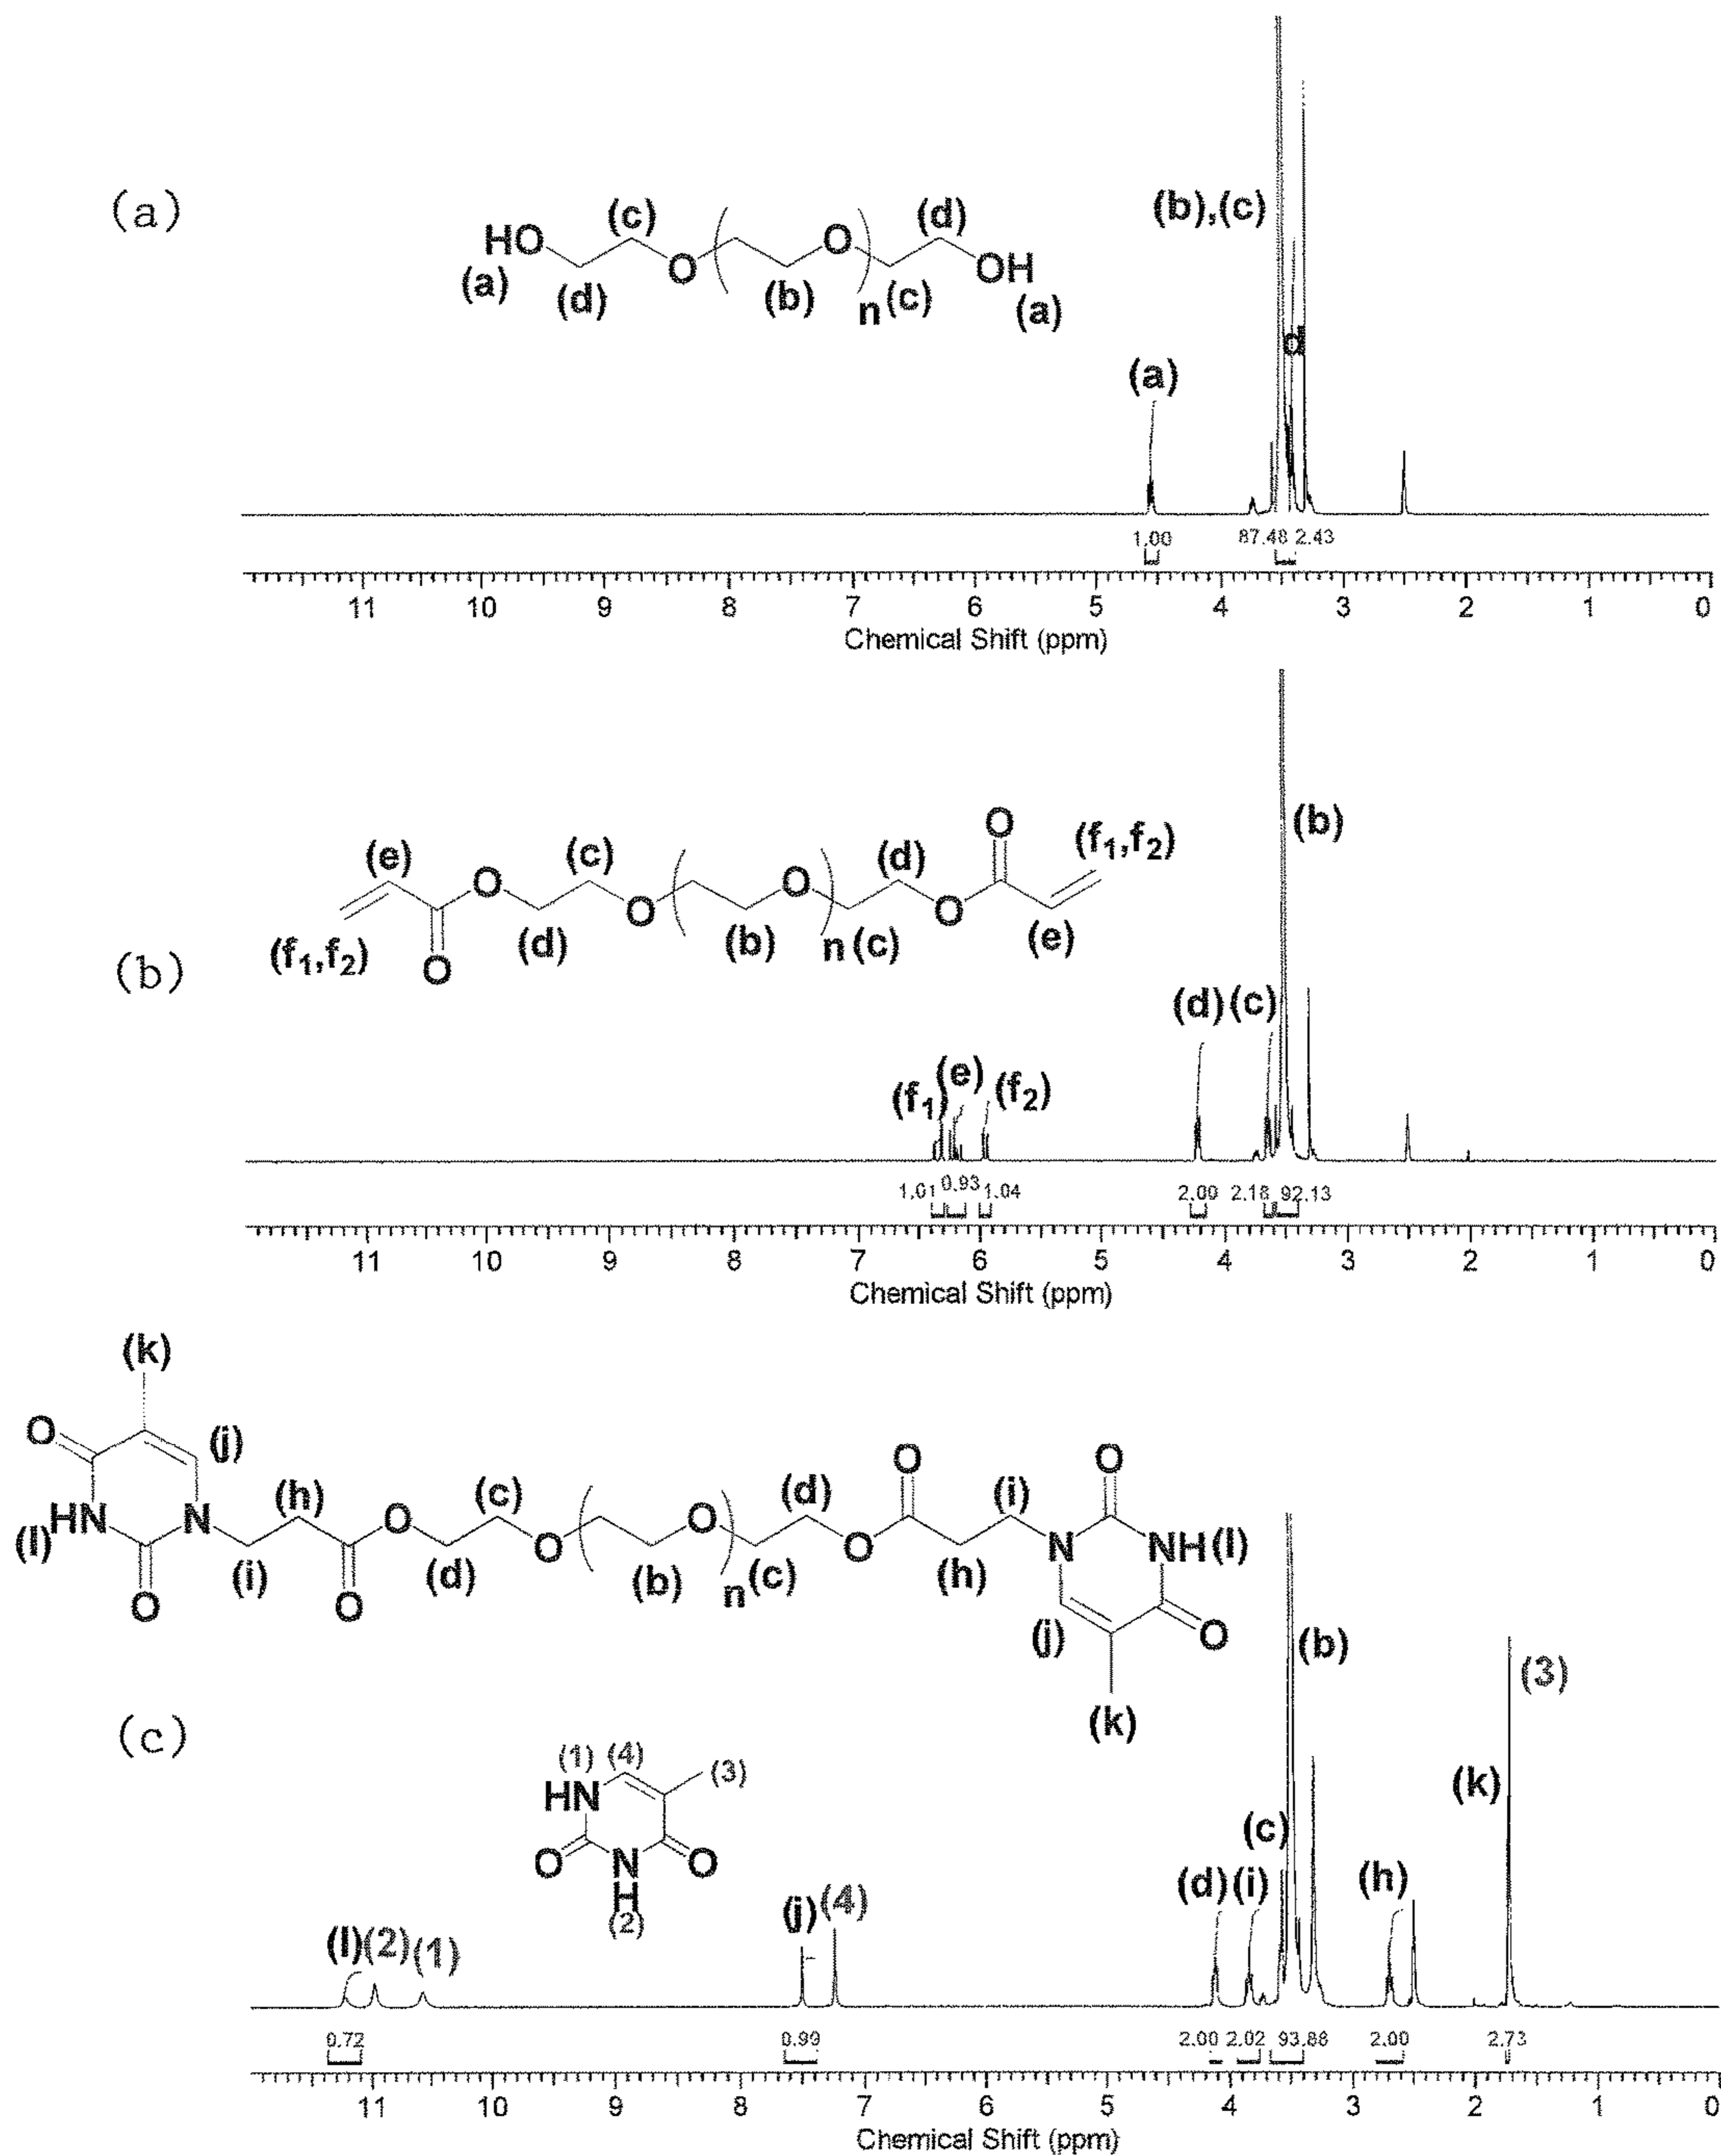 (a)
HO
(a)
(d)
(c)
O
(b)
O
n
(c)
(d)
OH
(a)
(b),(c)
d
(a)
1.00 87.48 2.43
11 10 9 8 7 6 5 4 3 2 1 0
Chemical Shift (ppm)
(b)
(f1,f2)
(e)
O
O
(d)
(c)
O
(b)
O
n
(c)
(d)
O
O
(f1,f2)
(e)
(f1)
(e)
(f2)
(d)
(c)
(b)
1.01 0.93 1.04 2.00 2.18 92.13
11 10 9 8 7 6 5 4 3 2 1 0
Chemical Shift (ppm)
(c)
(k)
O
(j)
(l)
HN
N
O
(i)
(h)
O
O
(d)
(c)
O
(b)
O
n
(c)
(d)
O
O
(h)
(i)
N
O
NH
(l)
O
(j)
(k)
(1)
(4)
(3)
HN
O
N
H
(2)
O
(l)
(2)
(1)
(j)
(4)
(d)
(i)
(c)
(b)
(h)
(k)
(3)
0.72 0.99 2.00 2.02 93.88 2.00 2.73
11 10 9 8 7 6 5 4 3 2 1 0
Chemical Shift (ppm)